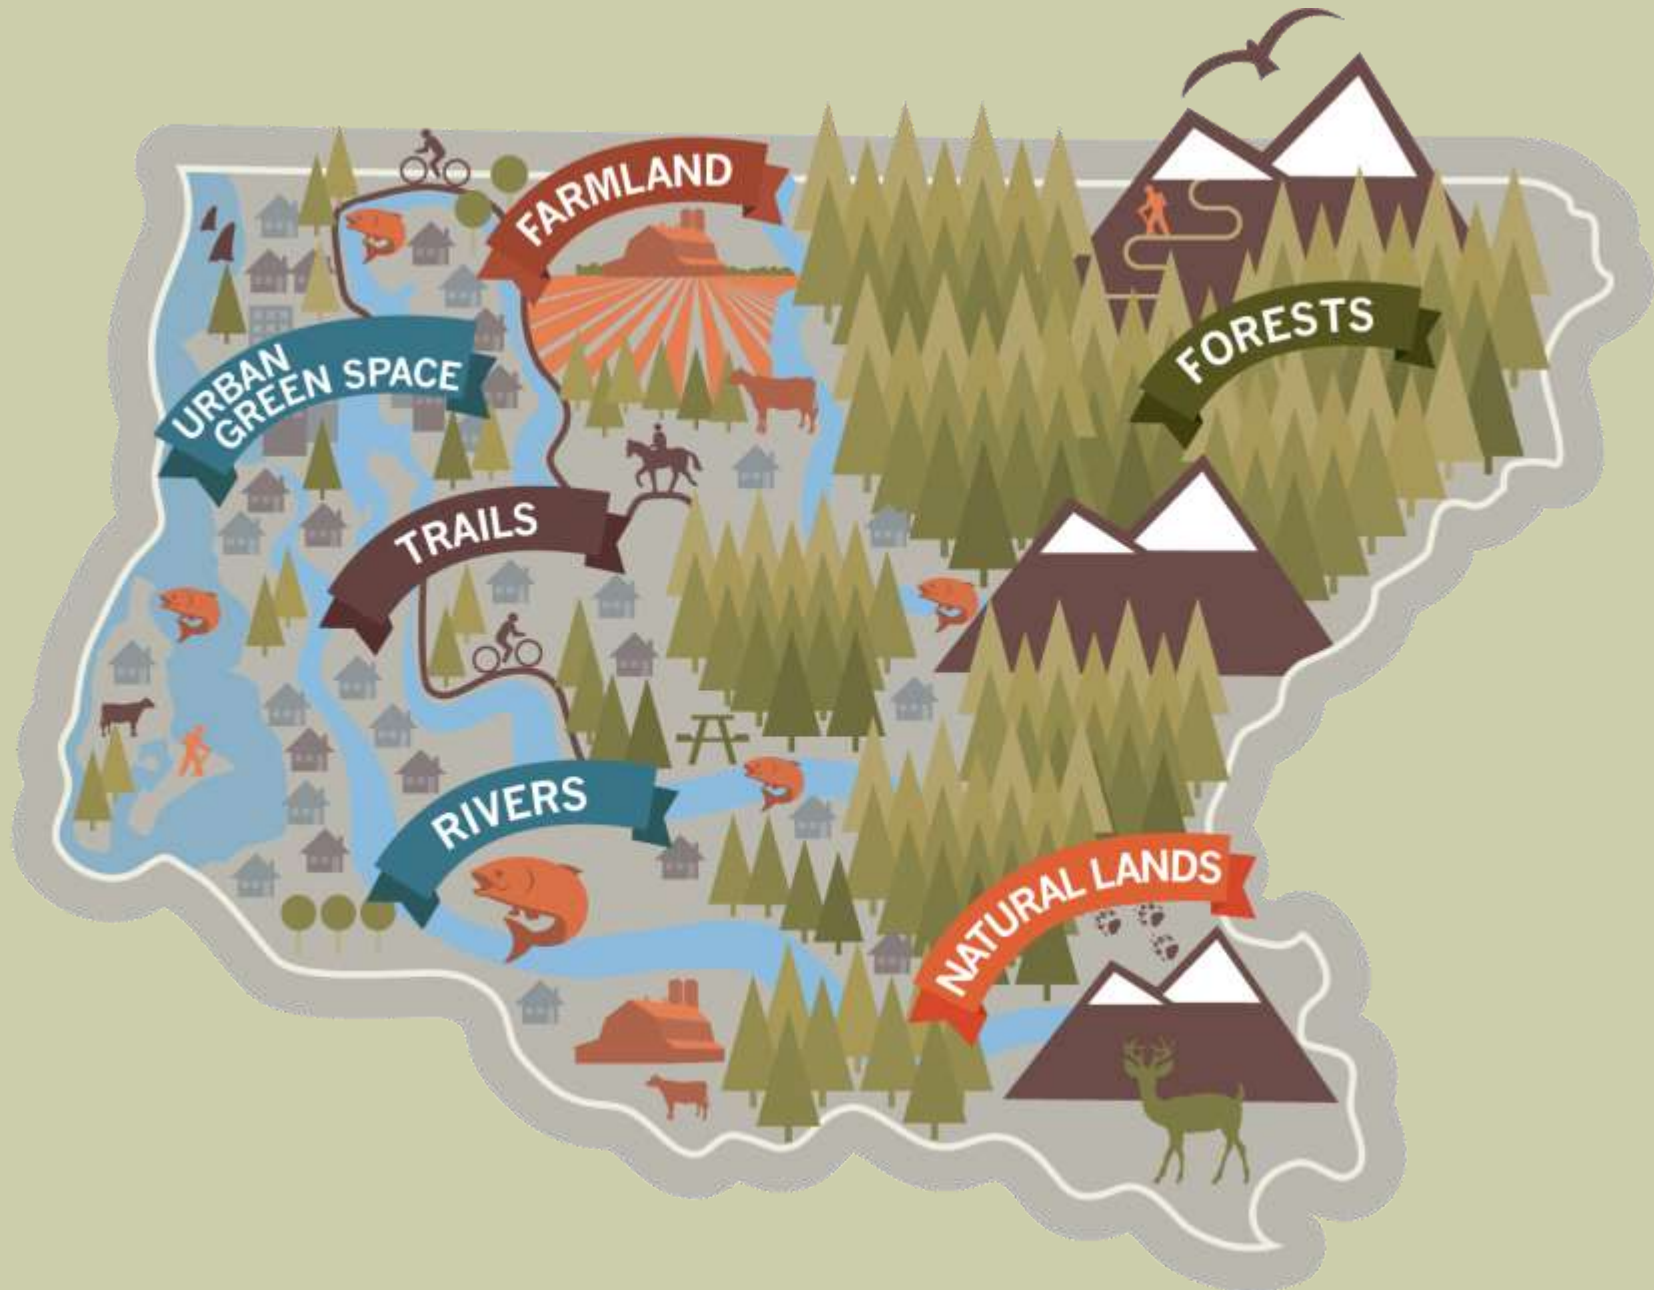 FARMLAND
FORESTS
URBAN
GREEN SPACE
TRAILS
RIVERS
NATURAL LANDS